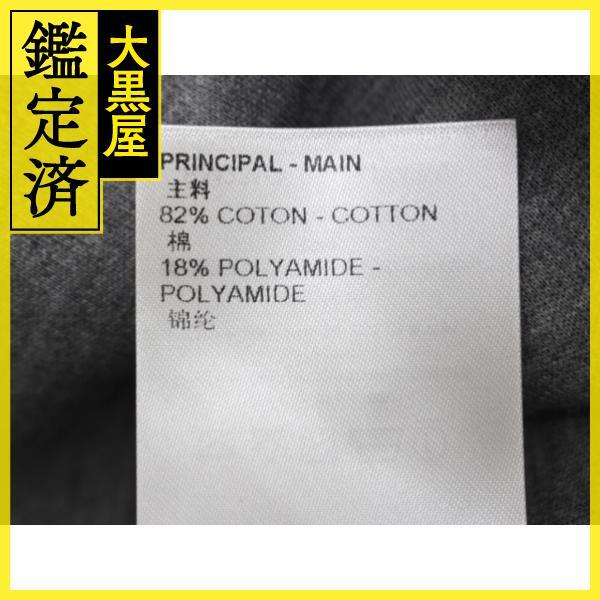 鑑定済
大黒屋
PRINCIPAL - MAIN
主料
82% COTON - COTTON
棉
18% POLYAMIDE -
POLYAMIDE
锦纶